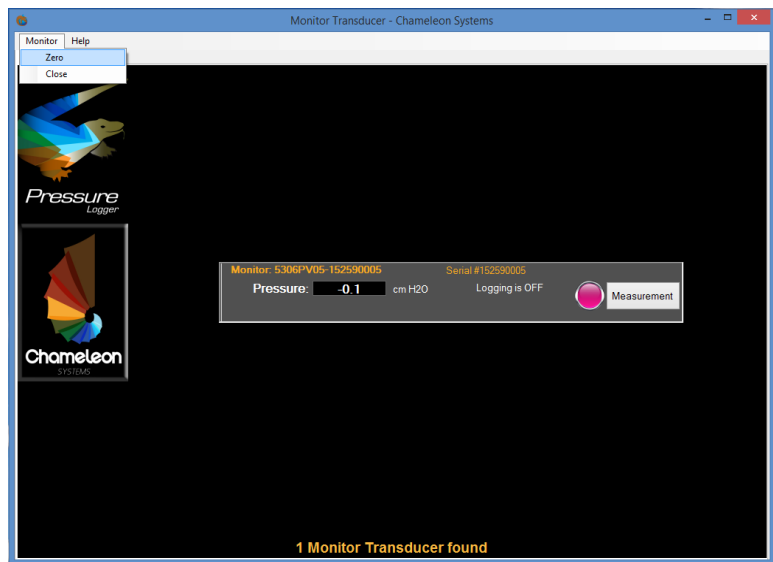 Monitor Transducer - Chameleon Systems
Monitor Help
Zero
Close
Pressure
Logger
Chameleon
SYSTEMS
Monitor: 5306PV05-152590005 Serial #152590005
Pressure: -0.1 cm H2O Logging is OFF Measurement
1 Monitor Transducer found